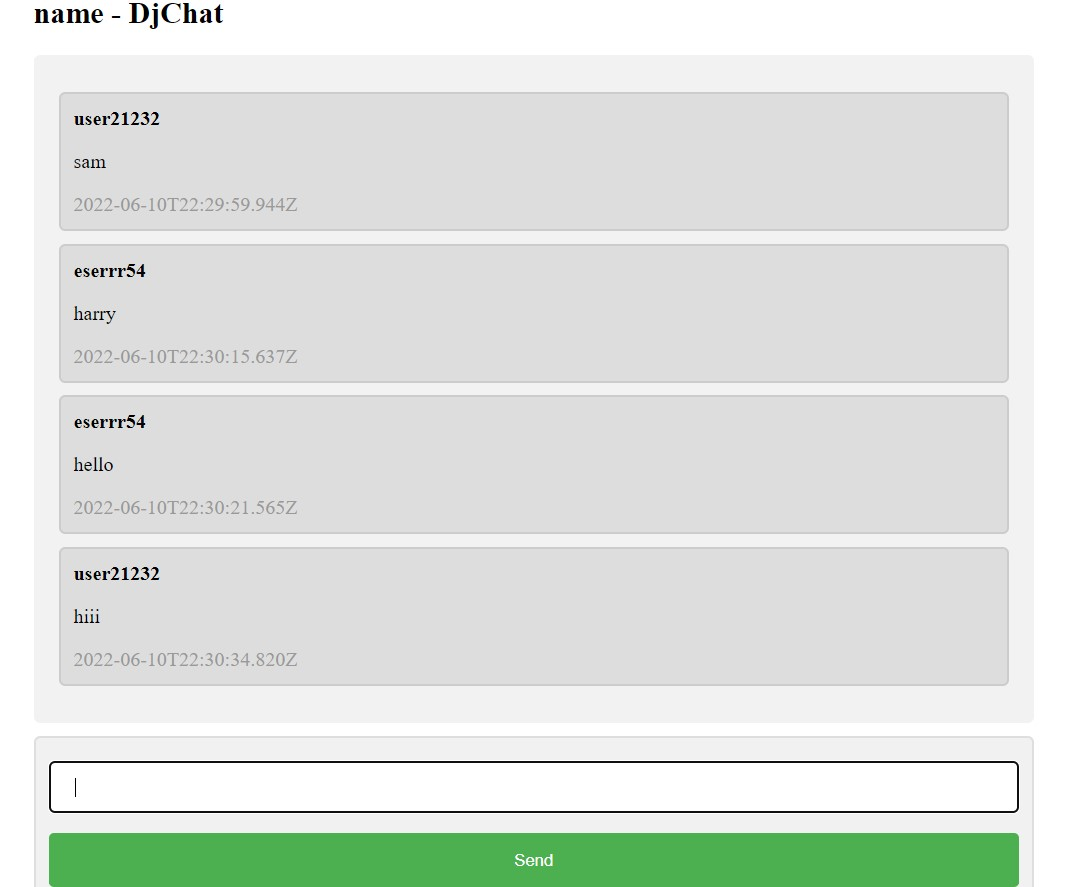 name - DjChat
user21232
sam
2022-06-10T22:29:59.944Z
eserrr54
harry
2022-06-10T22:30:15.637Z
eserrr54
hello
2022-06-10T22:30:21.565Z
user21232
hiii
2022-06-10T22:30:34.820Z
Send